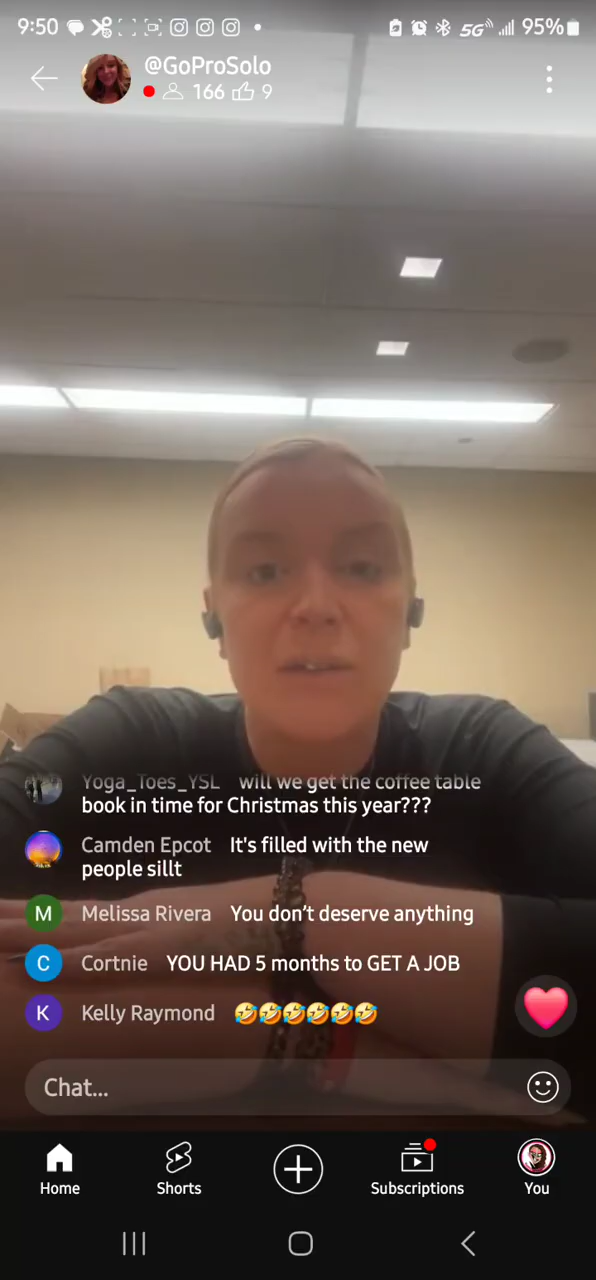 9:50
5G
95%
@GoProSolo
166 9
Yoga_Toes_YSL will we get the coffee table
book in time for Christmas this year???
Camden Epcot It's filled with the new
people sillt
M Melissa Rivera You don’t deserve anything
C Cortnie YOU HAD 5 months to GET A JOB
K Kelly Raymond 🤣🤣🤣🤣🤣🤣
Chat...
Home Shorts Subscriptions You